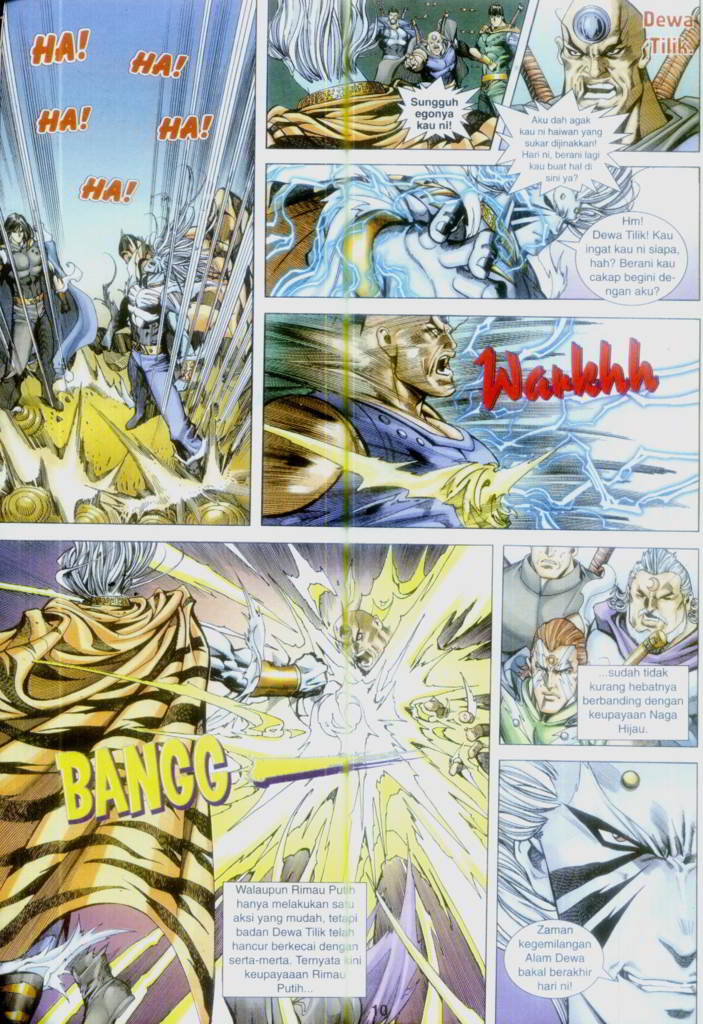 HA!
HA!
HA!
HA!
HA!
Sungguh
egonya
kau ni!
Dewa
Tilik.
Aku dah agak
kau ni haiwan yang
sukar dijinakkan!
Hari ni, berani lagi
kau buat hal di
sini ya?
Hm!
Dewa Tilik! Kau
ingat kau ni siapa,
hah? Berani kau
cakap begini de-
ngan aku?
Warkhh
BANGG
Walaupun Rimau Putih
hanya melakukan satu
aksi yang mudah, tetapi
badan Dewa Tilik telah
hancur berkecai dengan
serta-merta. Ternyata kini
keupayaaan Rimau
Putih...
...sudah tidak
kurang hebatnya
berbanding dengan
keupayaan Naga
Hijau.
Zaman
kegemilangan
Alam Dewa
bakal berakhir
hari ni!
19